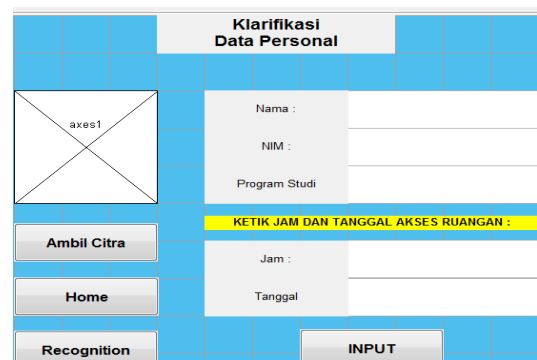 Klarifikasi
Data Personal
axes1
Nama :
NIM :
Program Studi
KETIK JAM DAN TANGGAL AKSES RUANGAN :
Ambil Citra
Jam :
Home
Tanggal
Recognition
INPUT